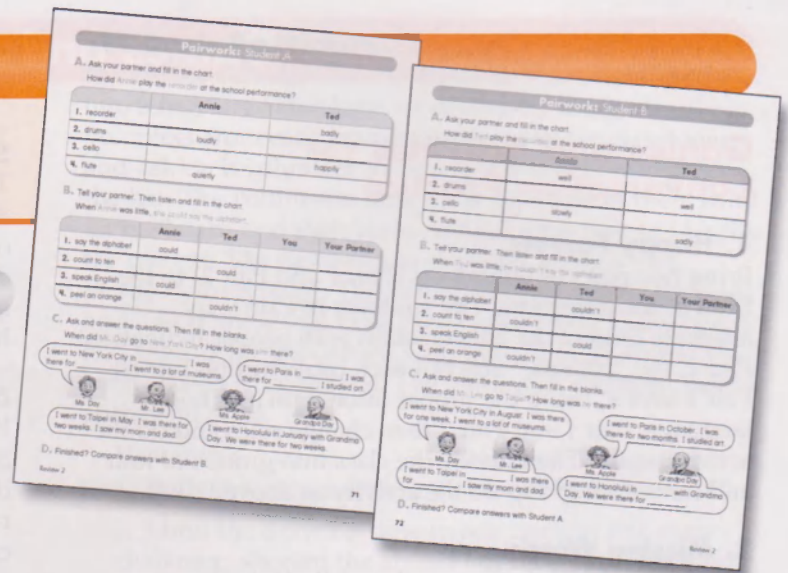 Pairwork: Student A
A. Ask your partner and fill in the chart.
How did Annie play the recorder at the school performance?
Annie Ted
1. recorder badly
2. drums loudly
3. cello happily
4. flute quietly
B. Tell your partner. Then listen and fill in the chart.
When Annie was little, she could say the alphabet.
Annie Ted You Your Partner
1. say the alphabet could
2. count to ten could
3. speak English could
4. peel an orange couldn't
C. Ask and answer the questions. Then fill in the blanks.
When did Ms. Day go to New York City? How long was she there?
I went to New York City in ______. I was
there for ______. I went to a lot of museums.
I went to Paris in ______. I was
there for ______. I studied art.
Ms. Day
Mr. Lee
Ms. Apple
Grandpa Day
I went to Taipei in May. I was there for
two weeks. I saw my mom and dad.
I went to Honolulu in January with Grandma
Day. We were there for two weeks.
D. Finished? Compare answers with Student B.
Review 2
71
Pairwork: Student B
A. Ask your partner and fill in the chart.
How did Ted play the recorder at the school performance?
Annie Ted
1. recorder well
2. drums well
3. cello slowly
4. flute sadly
B. Tell your partner. Then listen and fill in the chart.
When Ted was little, he couldn't say the alphabet.
Annie Ted You Your Partner
1. say the alphabet couldn't
2. count to ten couldn't
3. speak English could
4. peel an orange couldn't
C. Ask and answer the questions. Then fill in the blanks.
When did Mr. Lee go to Taipei? How long was he there?
I went to New York City in August. I was there
for one week. I went to a lot of museums.
I went to Paris in October. I was
there for two months. I studied art.
Ms. Day
Mr. Lee
Ms. Apple
Grandpa Day
I went to Taipei in ______. I was there
for ______. I saw my mom and dad.
I went to Honolulu in ______ with Grandma
Day. We were there for ______.
D. Finished? Compare answers with Student A.
72
Review 2